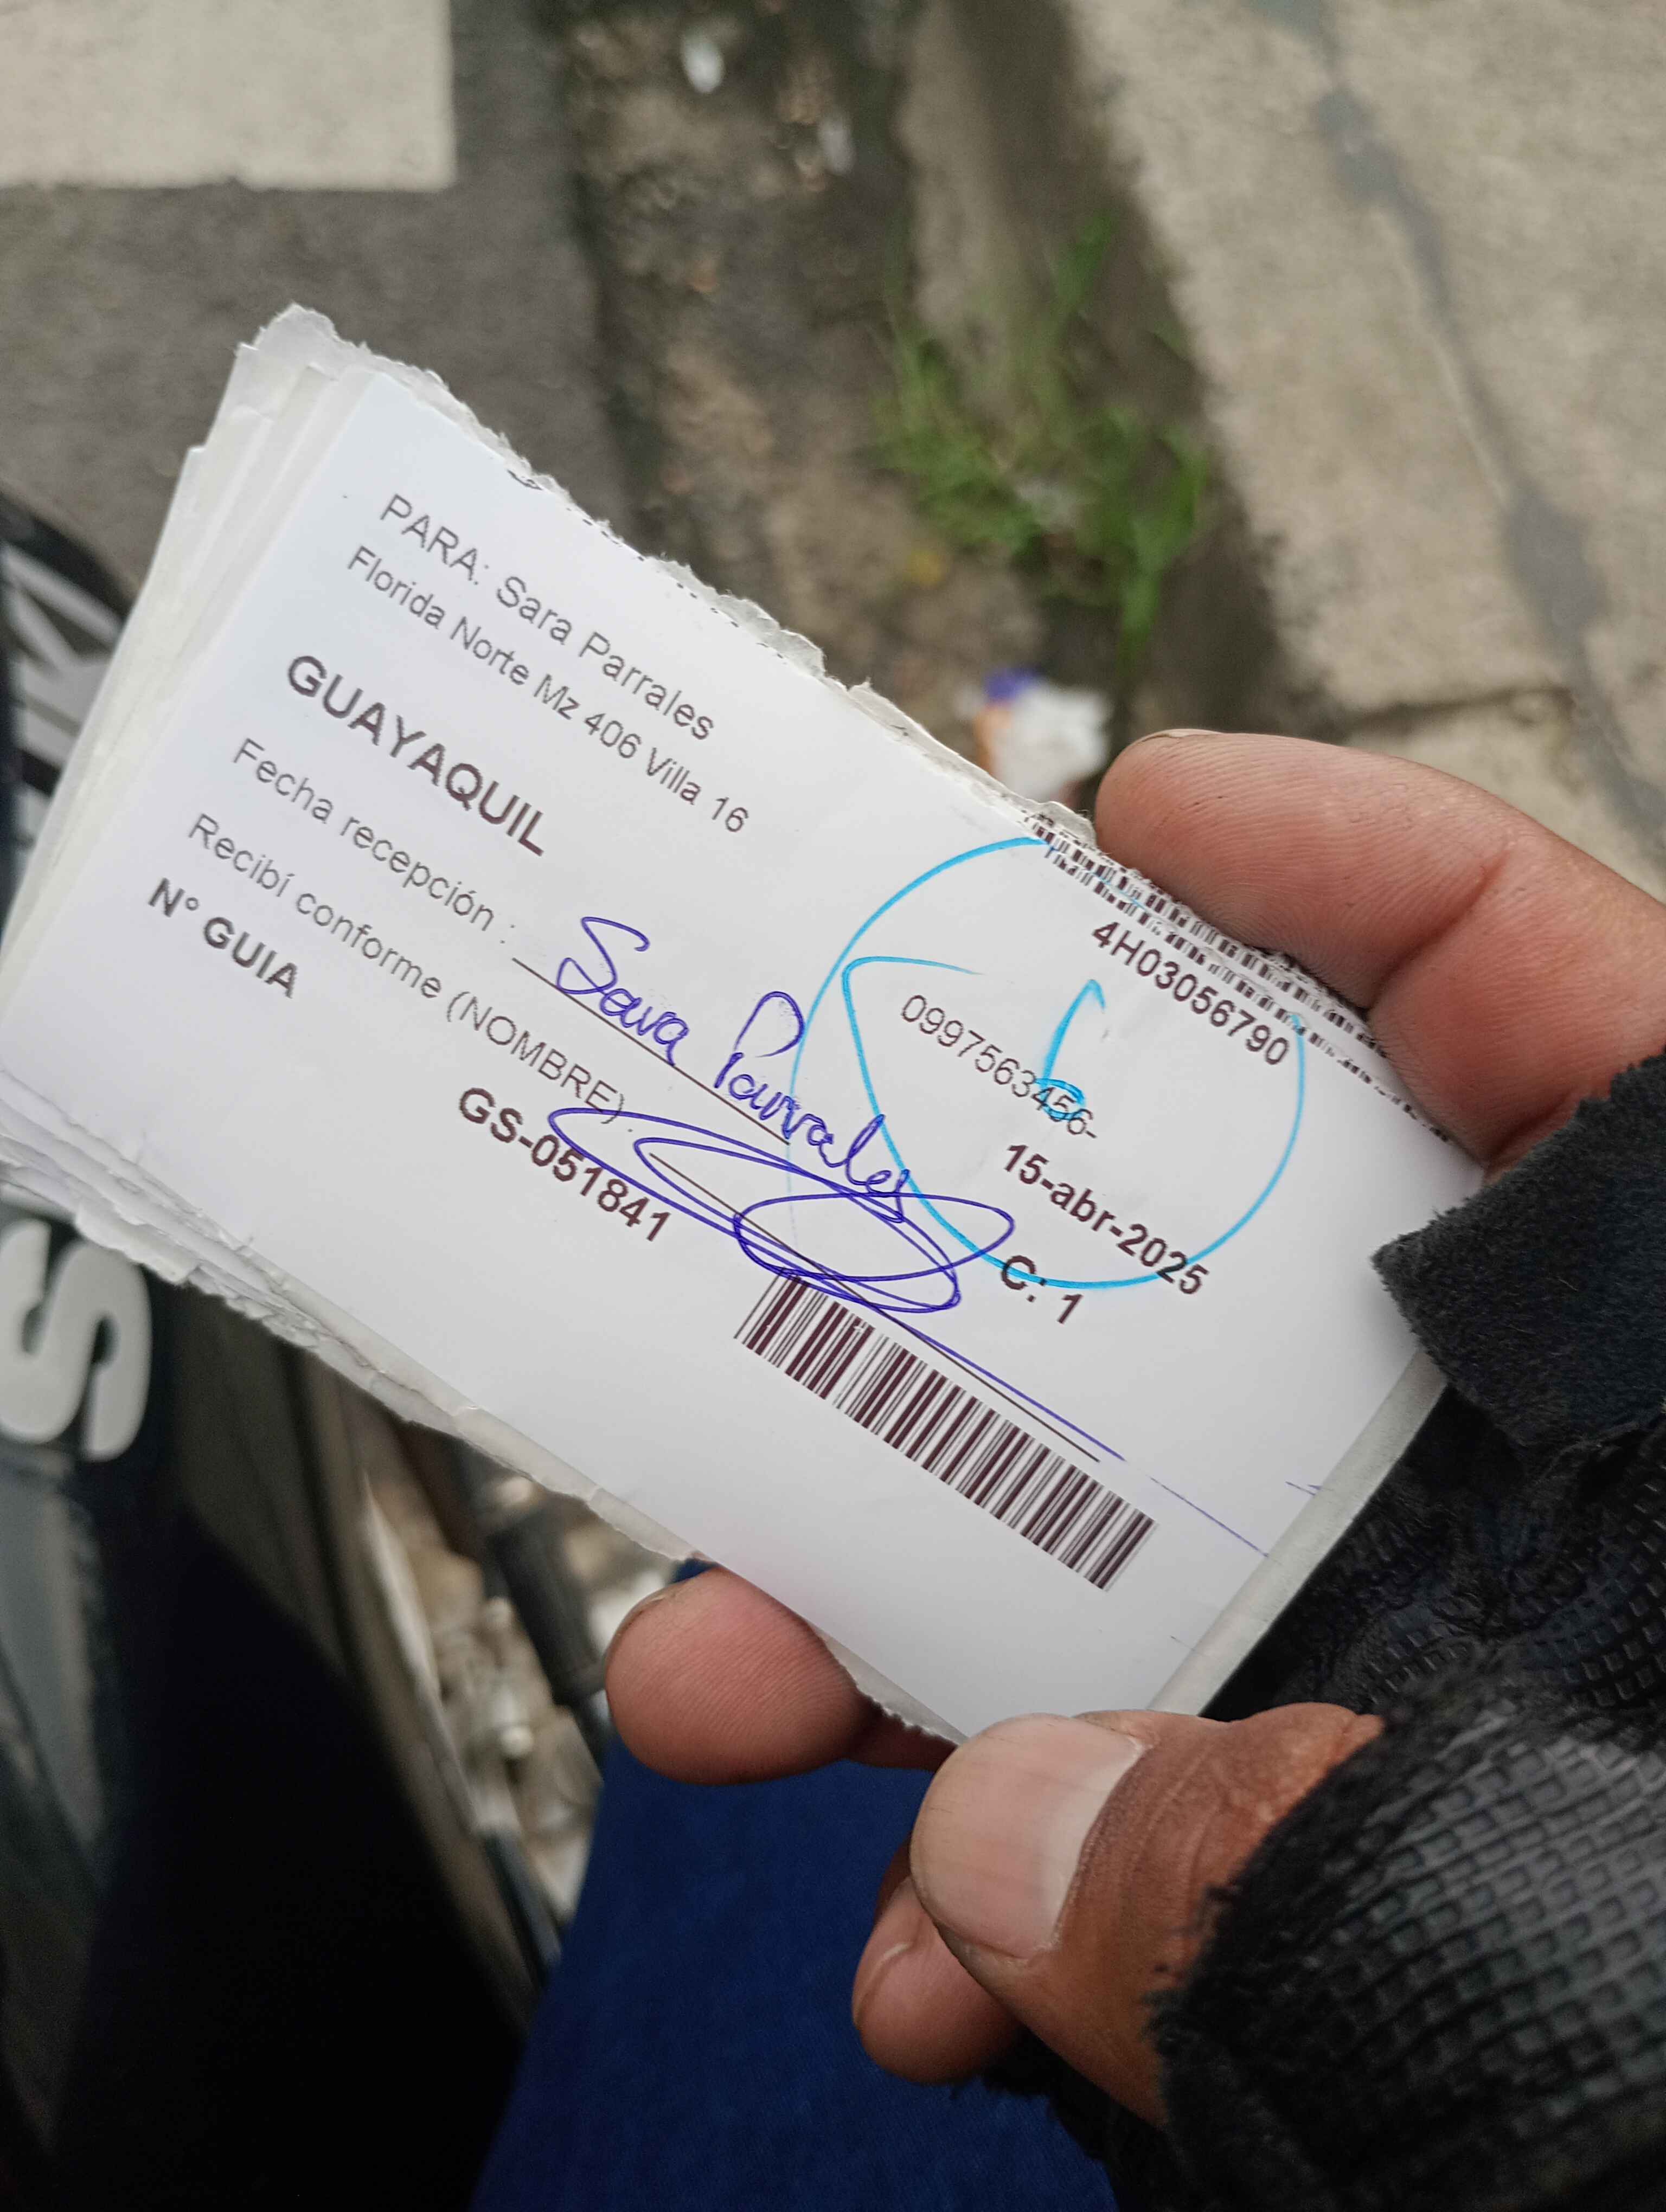 4H03056790
PARA: Sara Parrales
Florida Norte Mz 406 Villa 16
0997563456-
GUAYAQUIL
15-abr-2025
Fecha recepción :
Sara Parrales
C: 1
Recibí conforme (NOMBRE).
Nº GUIA
GS-051841
S